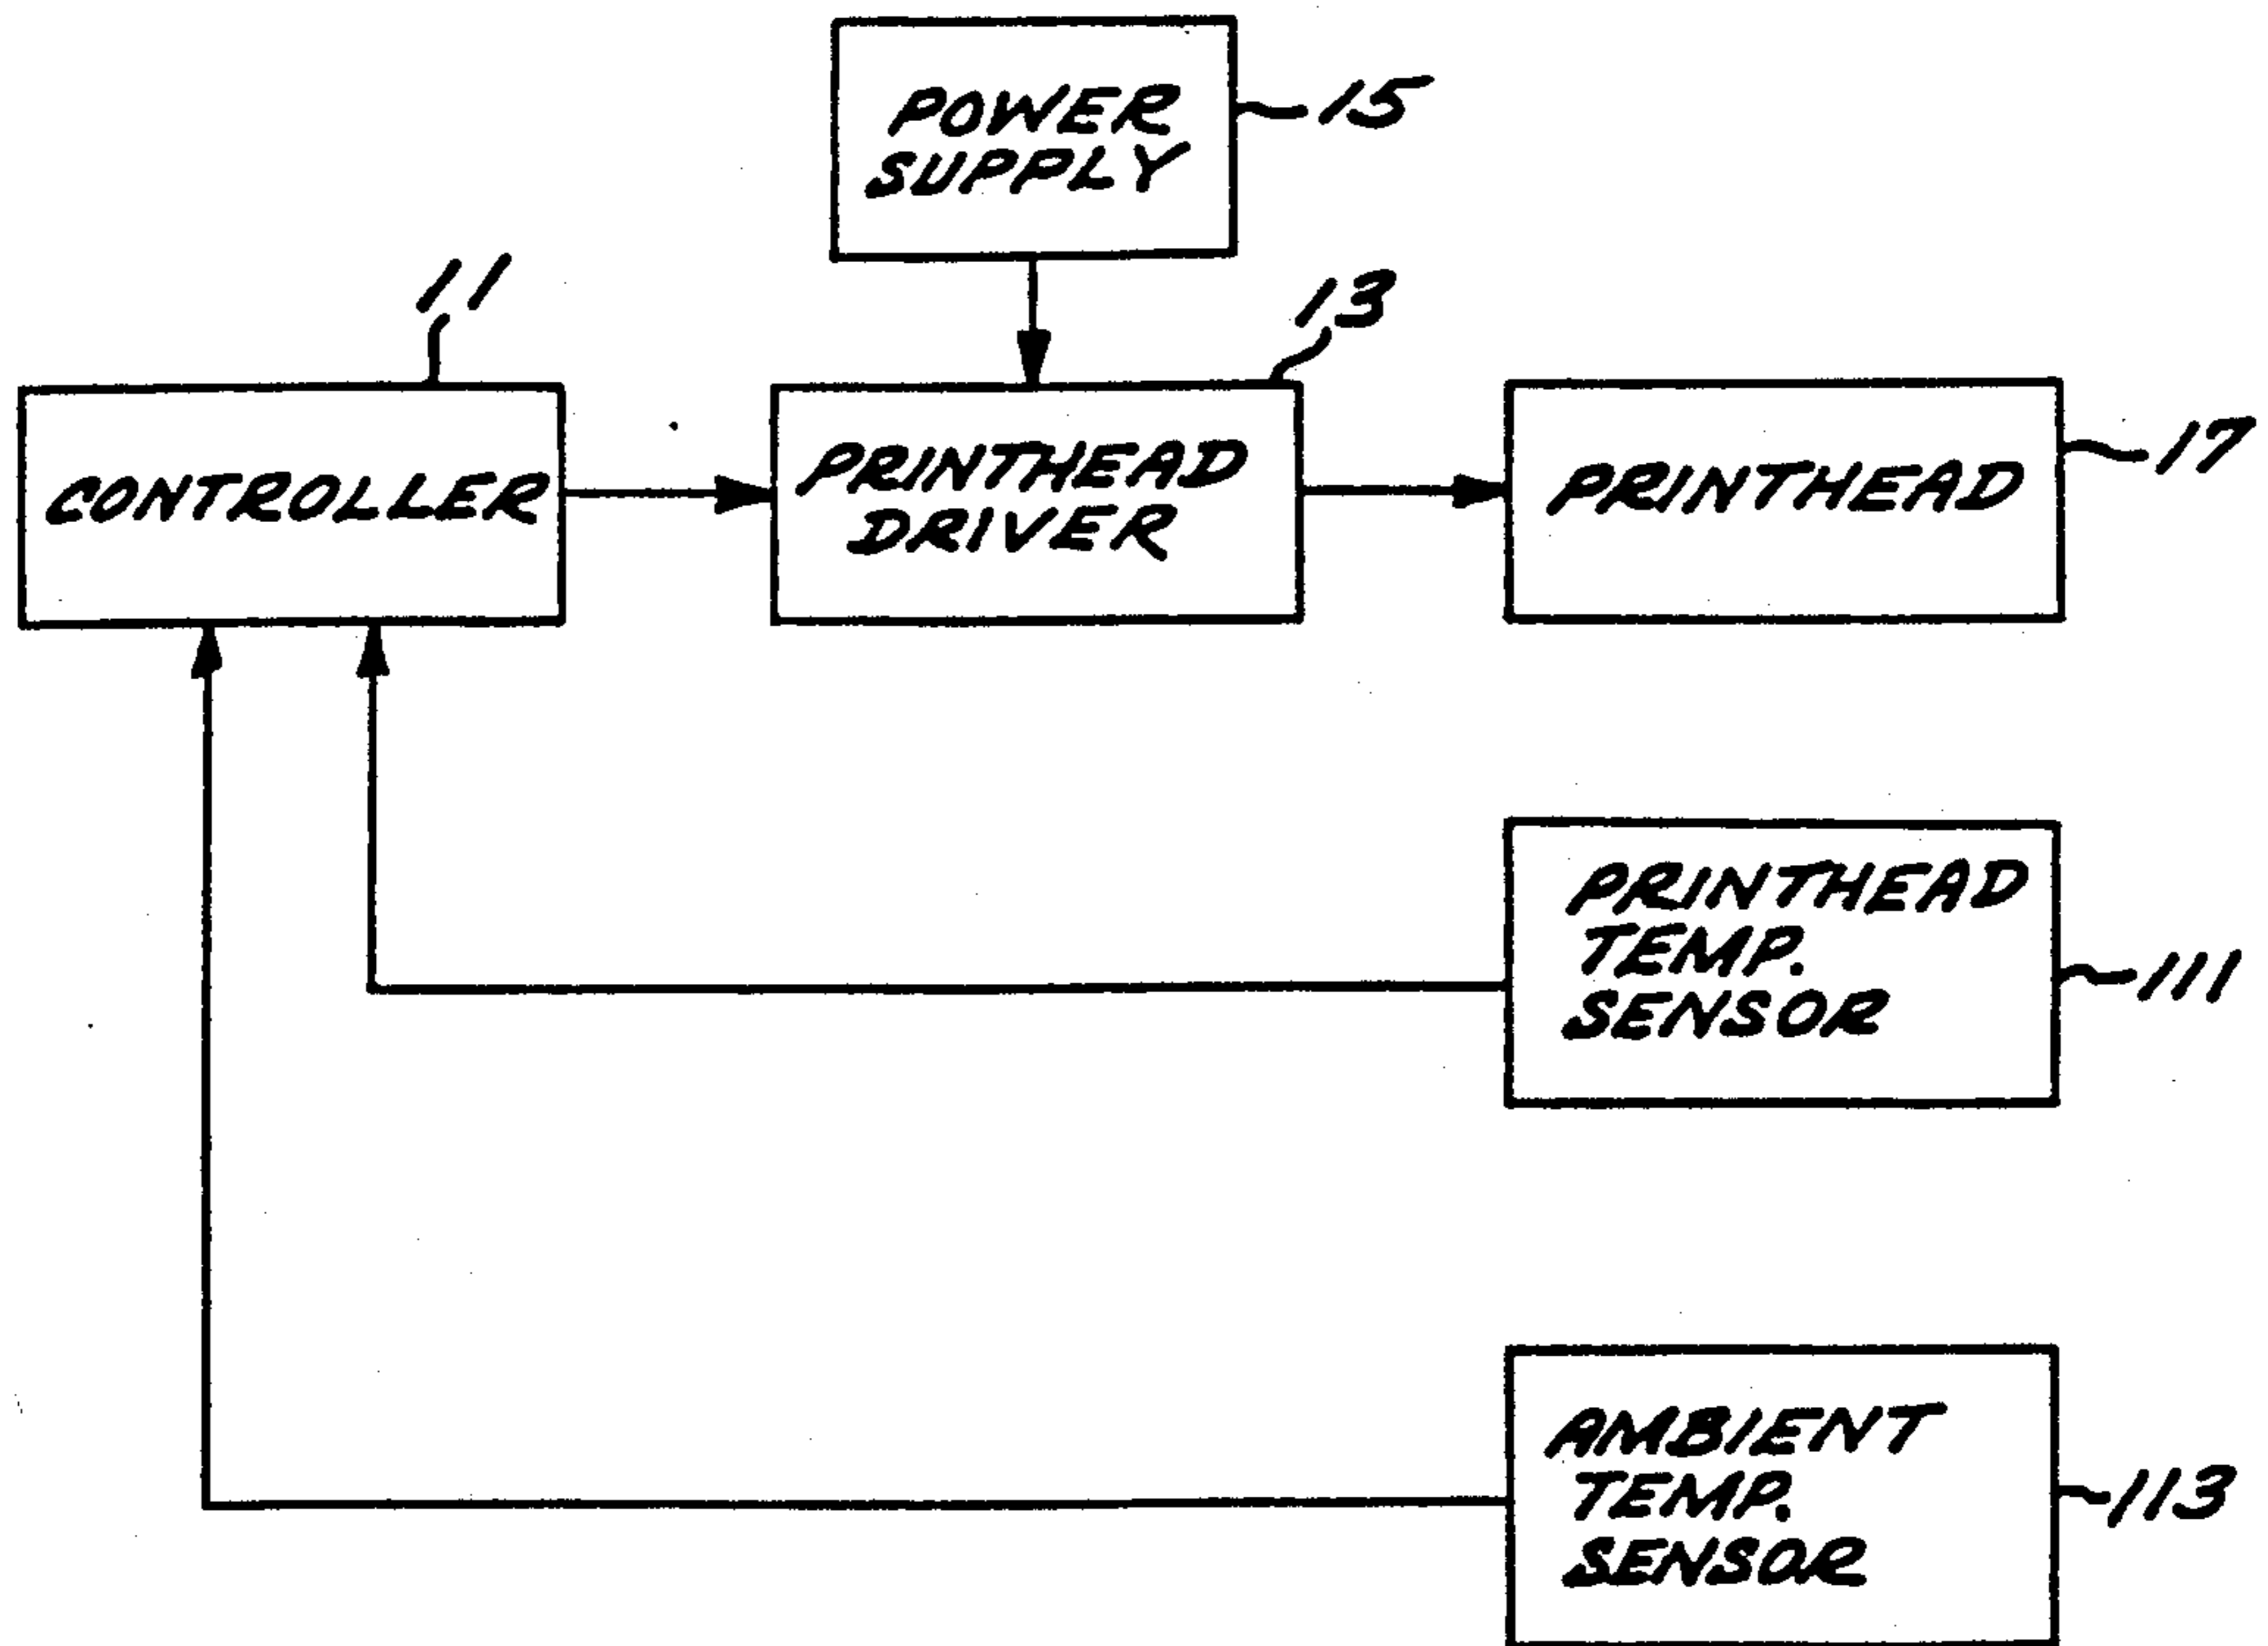 POWER
SUPPLY
15
11
13
CONTROLLER
PRINTHEAD
DRIVER
PRINTHEAD
17
PRINTHEAD
TEMP.
SENSOR
111
AMBIENT
TEMP.
SENSOR
113